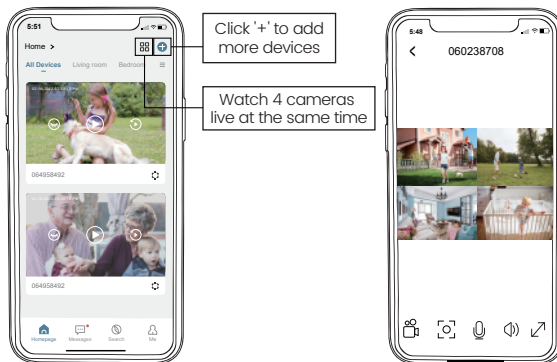 5:51
Home >
All Devices Living room Bedroom
064958492
064958492
Homepage Messages Search Me
Click '+' to add
more devices
Watch 4 cameras
live at the same time
5:48
060238708